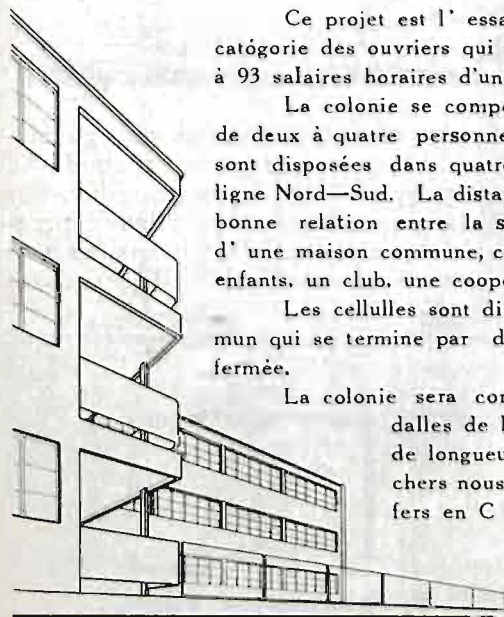 Ce projet est l' essa
catógorie des ouvriers qui
à 93 salaires horaires d'un
La colonie se comp
de deux à quatre personne
sont disposées dans quatr
ligne Nord—Sud. La dista
bonne relation entre la s
d' une maison commune, c
enfants, un club, une coop
Les cellulles sont di
mun qui se termine par d
fermée.
La colonie sera con
dalles de l
de longueu
chers nous
fers en C